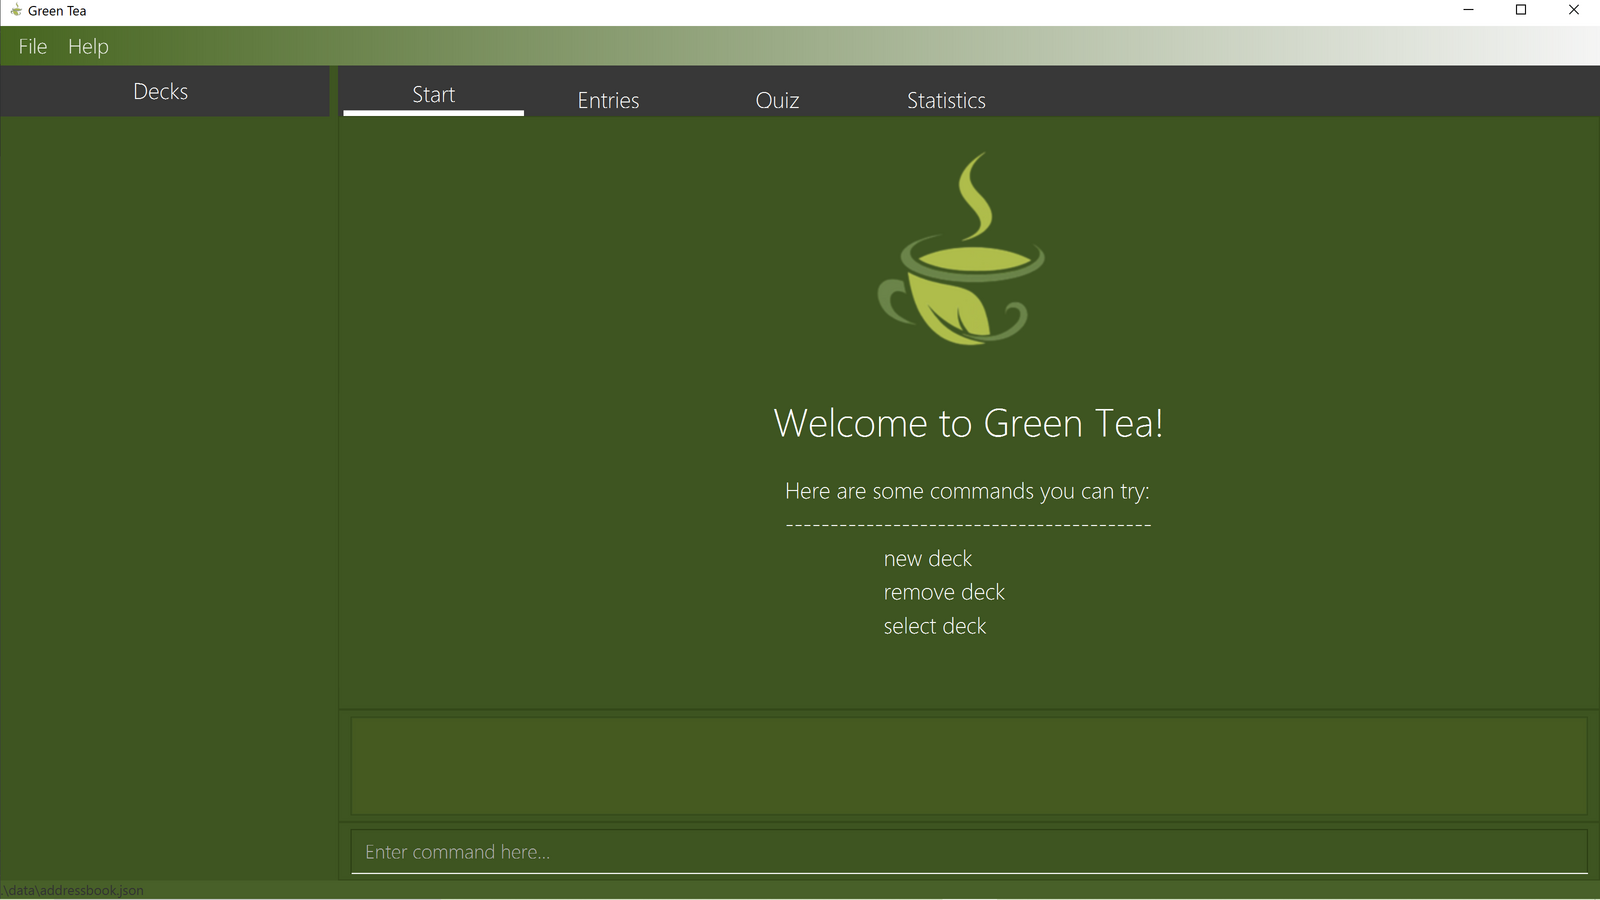 Green Tea
File Help
Decks
Start Entries Quiz Statistics
Welcome to Green Tea!
Here are some commands you can try:
----------------------------------------
new deck
remove deck
select deck
Enter command here...
.\data\addressbook.json